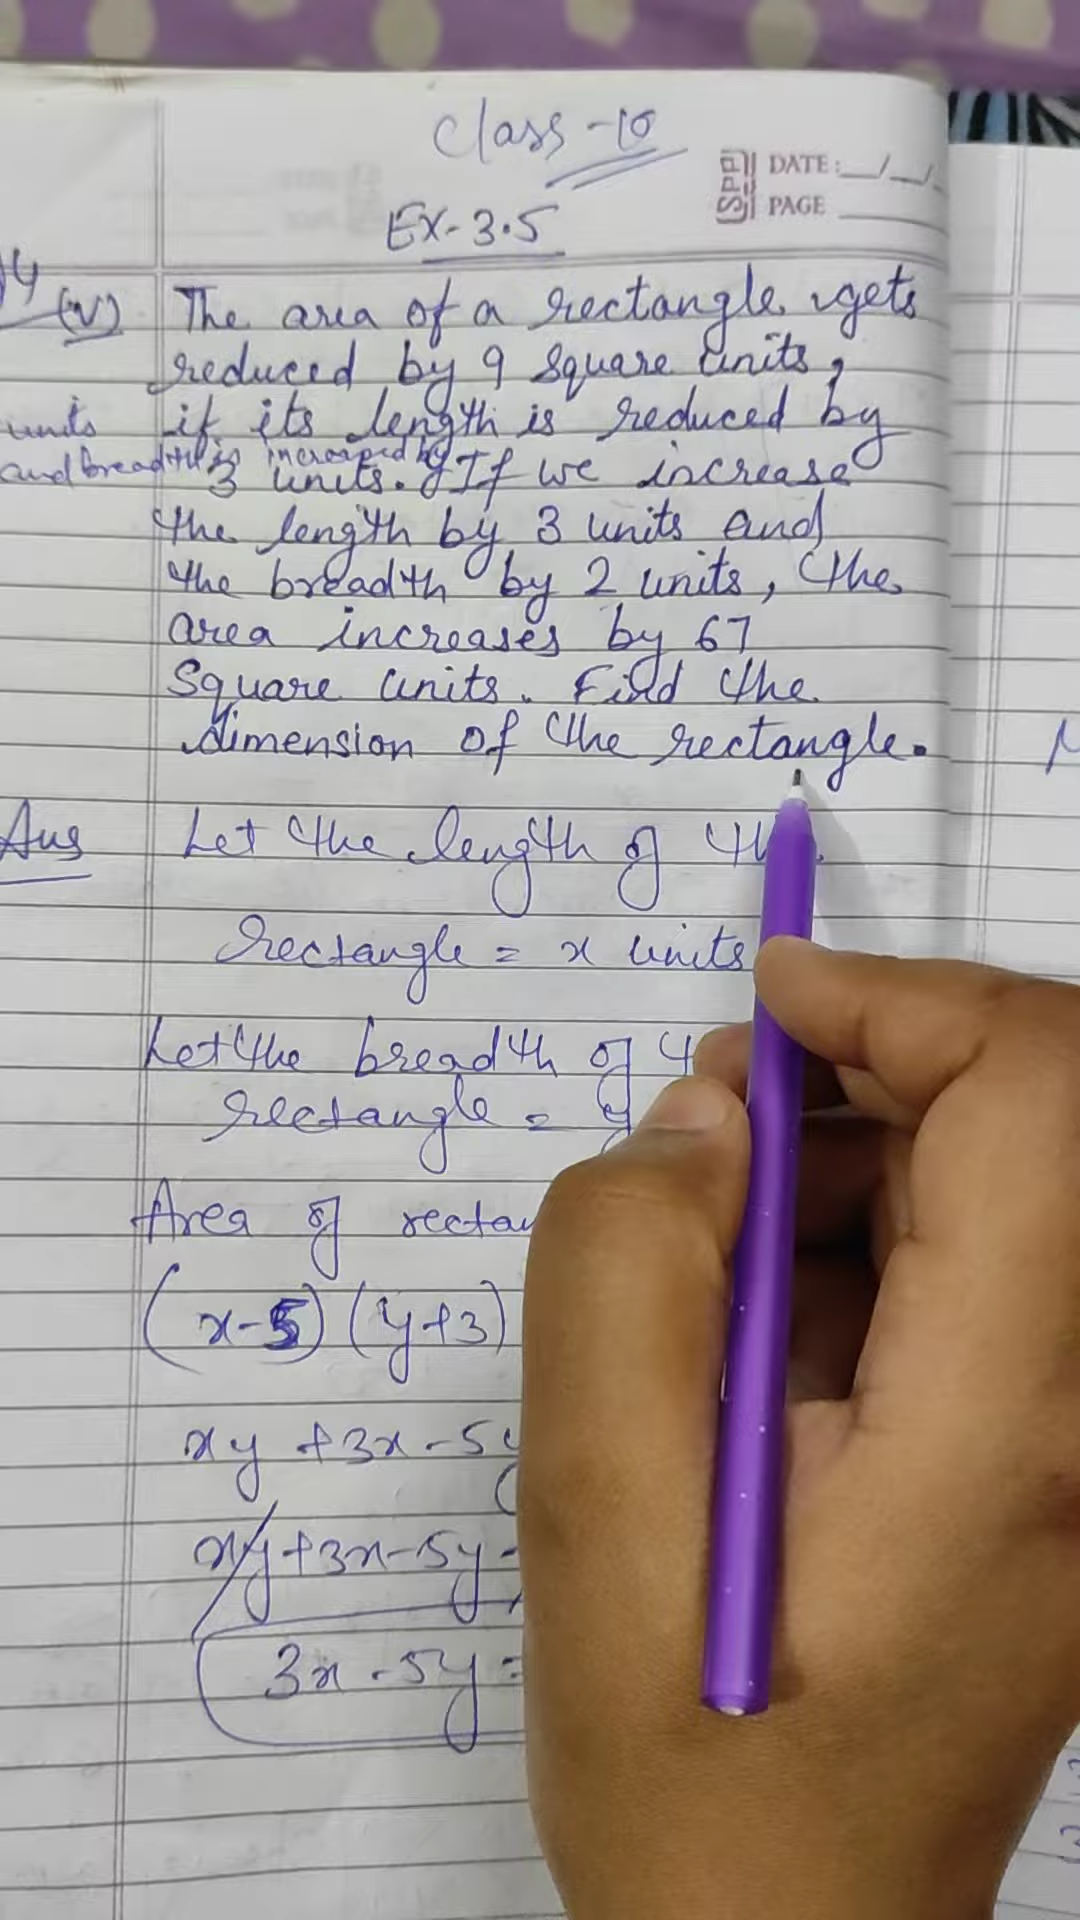 Class-10
DATE:__/__/
PAGE
Ex-3.5
(v) The area of a rectangle gets
reduced by 9 square units,
units if its length is reduced by
and breadth is increased by
3 units. If we increase
the length by 3 units and
the breadth by 2 units, the
area increases by 67
square units. Find the
dimension of the rectangle.
Ans Let the length of
rectangle = x units
Let the breadth of
rectangle = y
Area of
(x-5)(y+3)
xy+3x-5y
xy+3x-5y-
3x-5y=